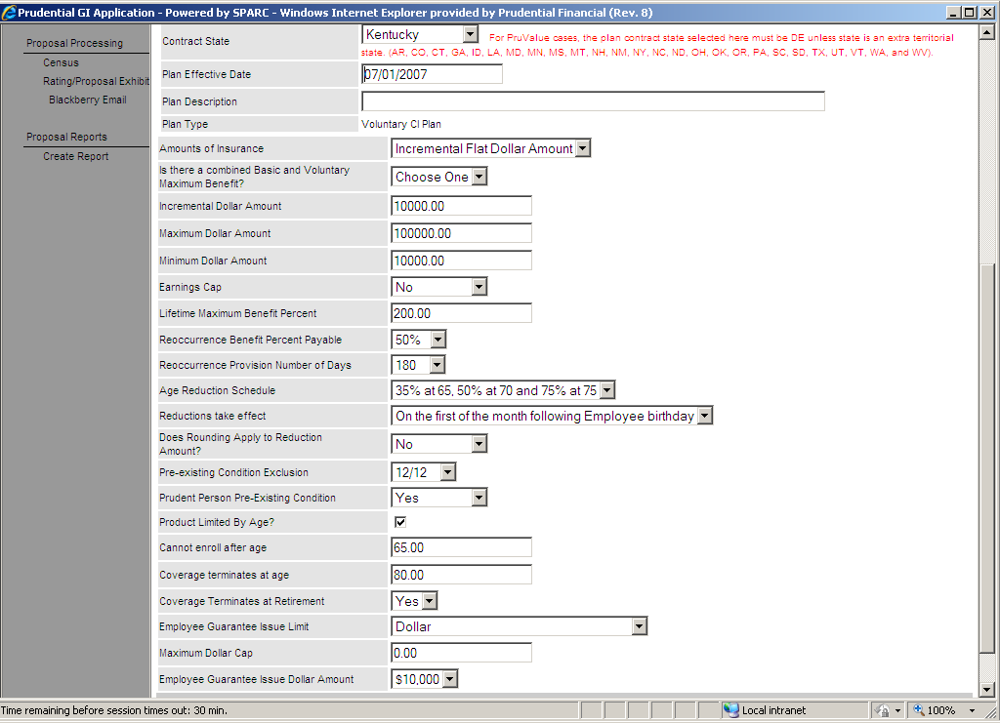 Prudential GI Application - Powered by SPARC - Windows Internet Explorer provided by Prudential Financial (Rev. 8)
Proposal Processing
Census
Rating/Proposal Exhibit
Blackberry Email
Proposal Reports
Create Report
Contract State Kentucky For PruValue cases, the plan contract state selected here must be DE unless state is an extra territorial
state. (AR, CO, CT, GA, ID, LA, MD, MN, MS, MT, NH, NM, NY, NC, ND, OH, OK, OR, PA, SC, SD, TX, UT, VT, WA, and WV).
Plan Effective Date 07/01/2007
Plan Description
Plan Type Voluntary CI Plan
Amounts of Insurance Incremental Flat Dollar Amount
Is there a combined Basic and Voluntary
Maximum Benefit? Choose One
Incremental Dollar Amount 10000.00
Maximum Dollar Amount 100000.00
Minimum Dollar Amount 10000.00
Earnings Cap No
Lifetime Maximum Benefit Percent 200.00
Reoccurrence Benefit Percent Payable 50%
Reoccurrence Provision Number of Days 180
Age Reduction Schedule 35% at 65, 50% at 70 and 75% at 75
Reductions take effect On the first of the month following Employee birthday
Does Rounding Apply to Reduction
Amount? No
Pre-existing Condition Exclusion 12/12
Prudent Person Pre-Existing Condition Yes
Product Limited By Age?
Cannot enroll after age 65.00
Coverage terminates at age 80.00
Coverage Terminates at Retirement Yes
Employee Guarantee Issue Limit Dollar
Maximum Dollar Cap 0.00
Employee Guarantee Issue Dollar Amount $10,000
Time remaining before session times out: 30 min. Local intranet 100%